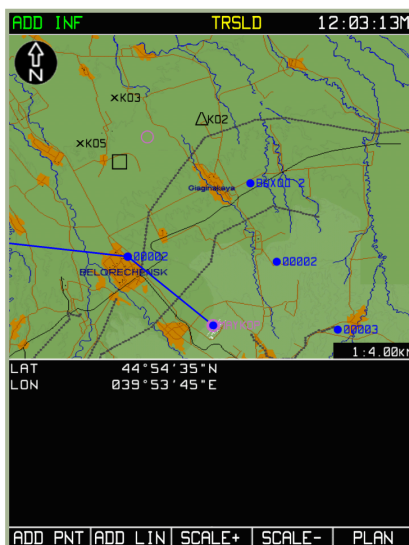 ADD INF TRSLD 12:03:13M
N
×K03
K02
×K05
Giaginskaya
00002
00002
BELORECHENSK
00003
1:4.00km
LAT 44°54'35"N
LON 039°53'45"E
ADD PNT ADD LIN SCALE+ SCALE- PLAN